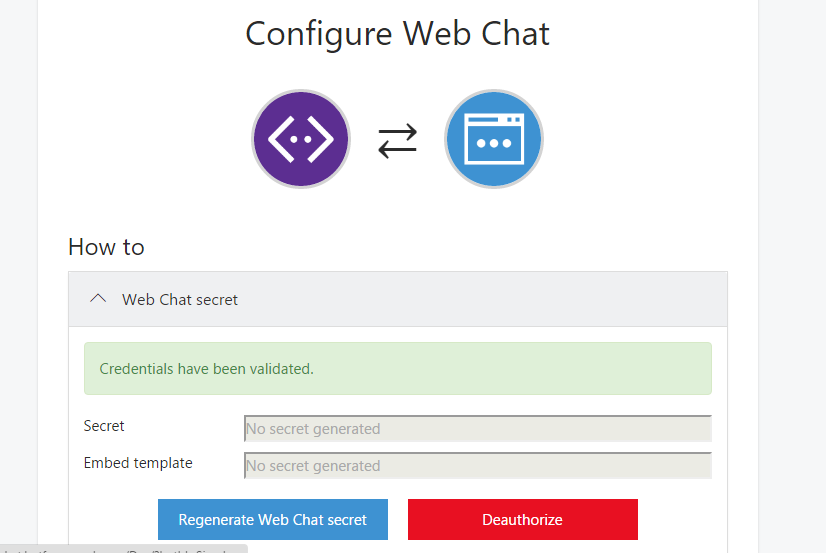 Configure Web Chat
How to
Web Chat secret
Credentials have been validated.
Secret
No secret generated
Embed template
No secret generated
Regenerate Web Chat secret
Deauthorize